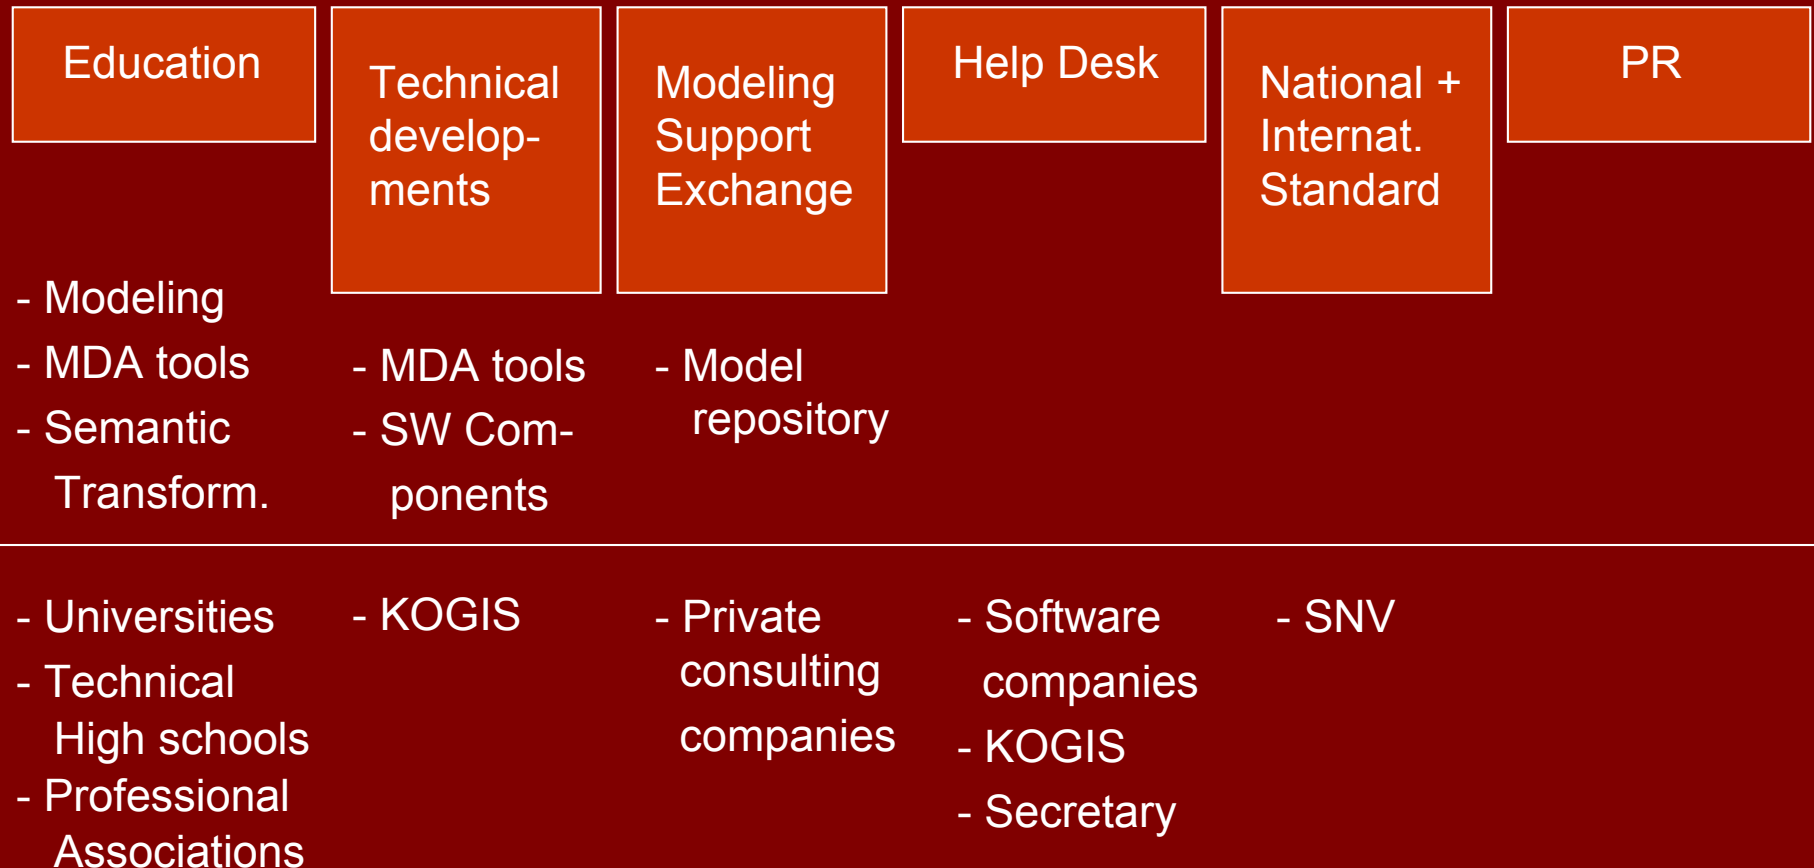 Education
Technical
develop-
ments
Modeling
Support
Exchange
Help Desk
National +
Internat.
Standard
PR
- Modeling
- MDA tools
- Semantic
Transform.
- MDA tools
- SW Com-
ponents
- Model
repository
- Universities
- Technical
High schools
- Professional
Associations
- KOGIS
- Private
consulting
companies
- Software
companies
- KOGIS
- Secretary
- SNV